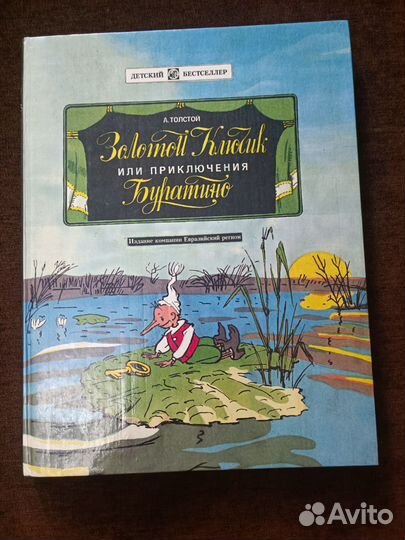 ДЕТСКИЙ БЕСТСЕЛЛЕР
А. ТОЛСТОЙ
Золотой Ключик
ИЛИ ПРИКЛЮЧЕНИЯ
Буратино
Издание компании Евразийский регион
Avito